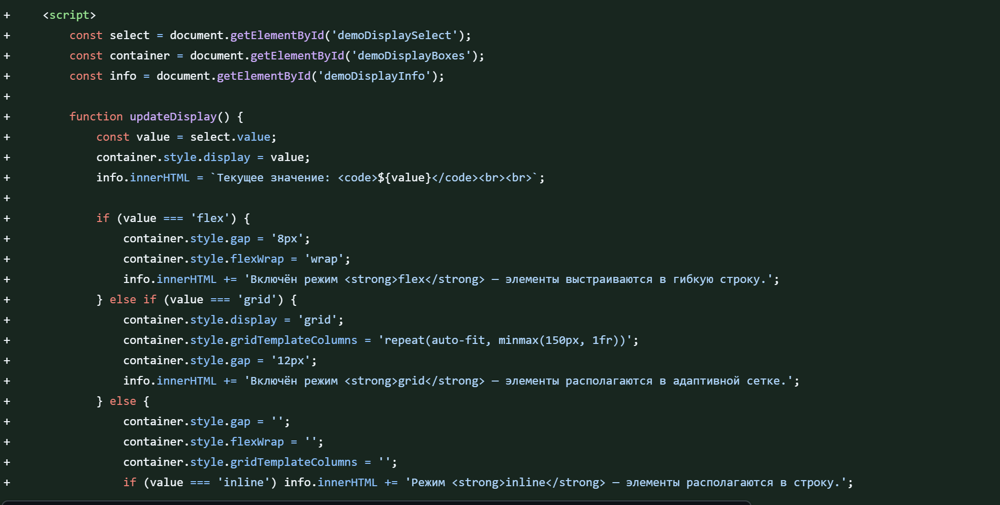 +     <script>
+         const select = document.getElementById('demoDisplaySelect');
+         const container = document.getElementById('demoDisplayBoxes');
+         const info = document.getElementById('demoDisplayInfo');
+
+         function updateDisplay() {
+             const value = select.value;
+             container.style.display = value;
+             info.innerHTML = `Текущее значение: <code>${value}</code><br><br>`;
+
+             if (value === 'flex') {
+                 container.style.gap = '8px';
+                 container.style.flexWrap = 'wrap';
+                 info.innerHTML += 'Включён режим <strong>flex</strong> — элементы выстраиваются в гибкую строку.';
+             } else if (value === 'grid') {
+                 container.style.display = 'grid';
+                 container.style.gridTemplateColumns = 'repeat(auto-fit, minmax(150px, 1fr))';
+                 container.style.gap = '12px';
+                 info.innerHTML += 'Включён режим <strong>grid</strong> — элементы располагаются в адаптивной сетке.';
+             } else {
+                 container.style.gap = '';
+                 container.style.flexWrap = '';
+                 container.style.gridTemplateColumns = '';
+                 if (value === 'inline') info.innerHTML += 'Режим <strong>inline</strong> — элементы располагаются в строку.';